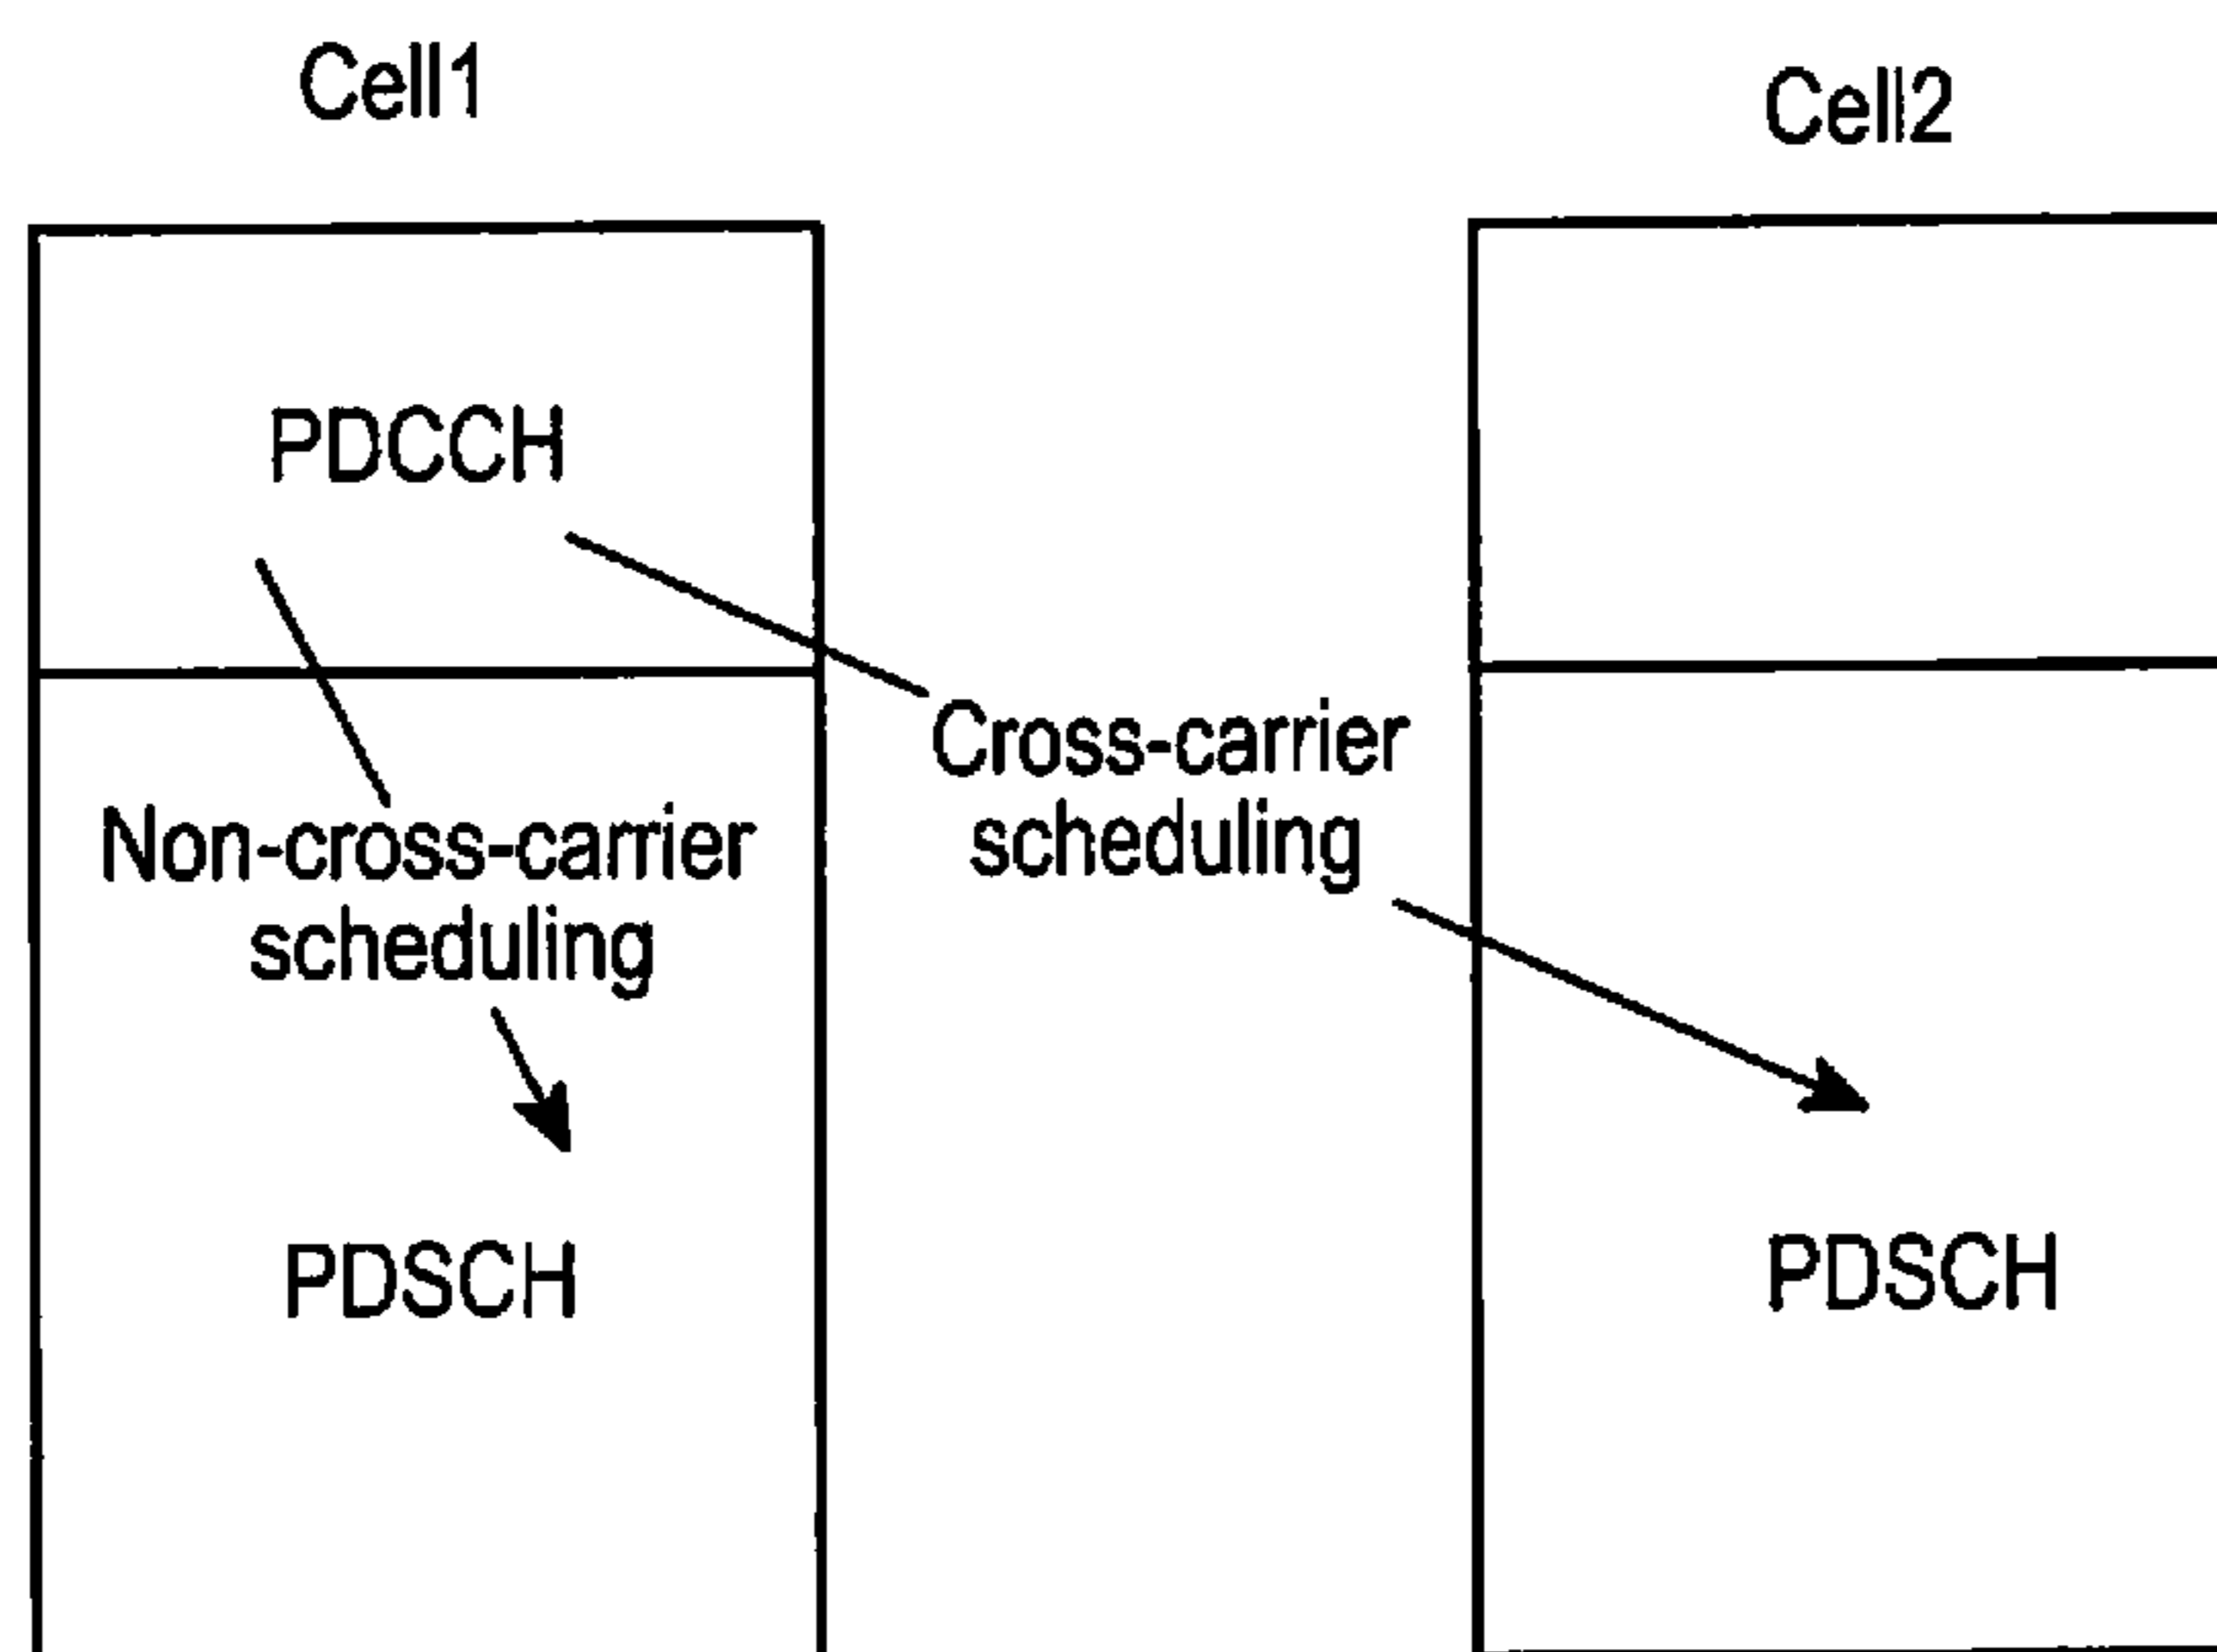 Cell1
Cell2
PDCCH
Cross-carrier
scheduling
Non-cross-carrier
scheduling
PDSCH
PDSCH